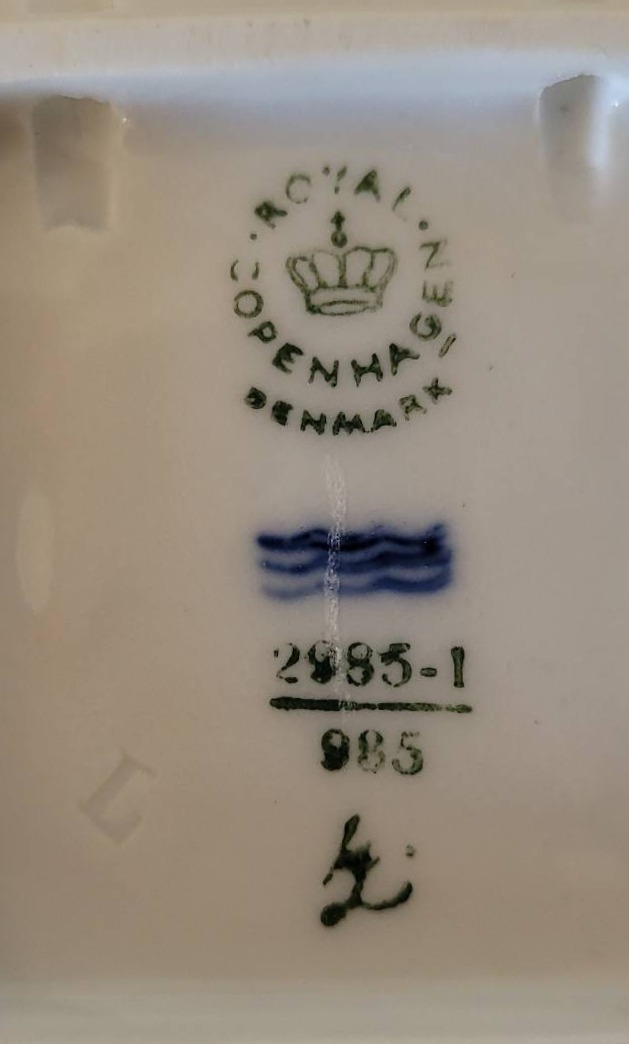 ROYAL
COPENHAGEN
DENMARK
2985-1
985